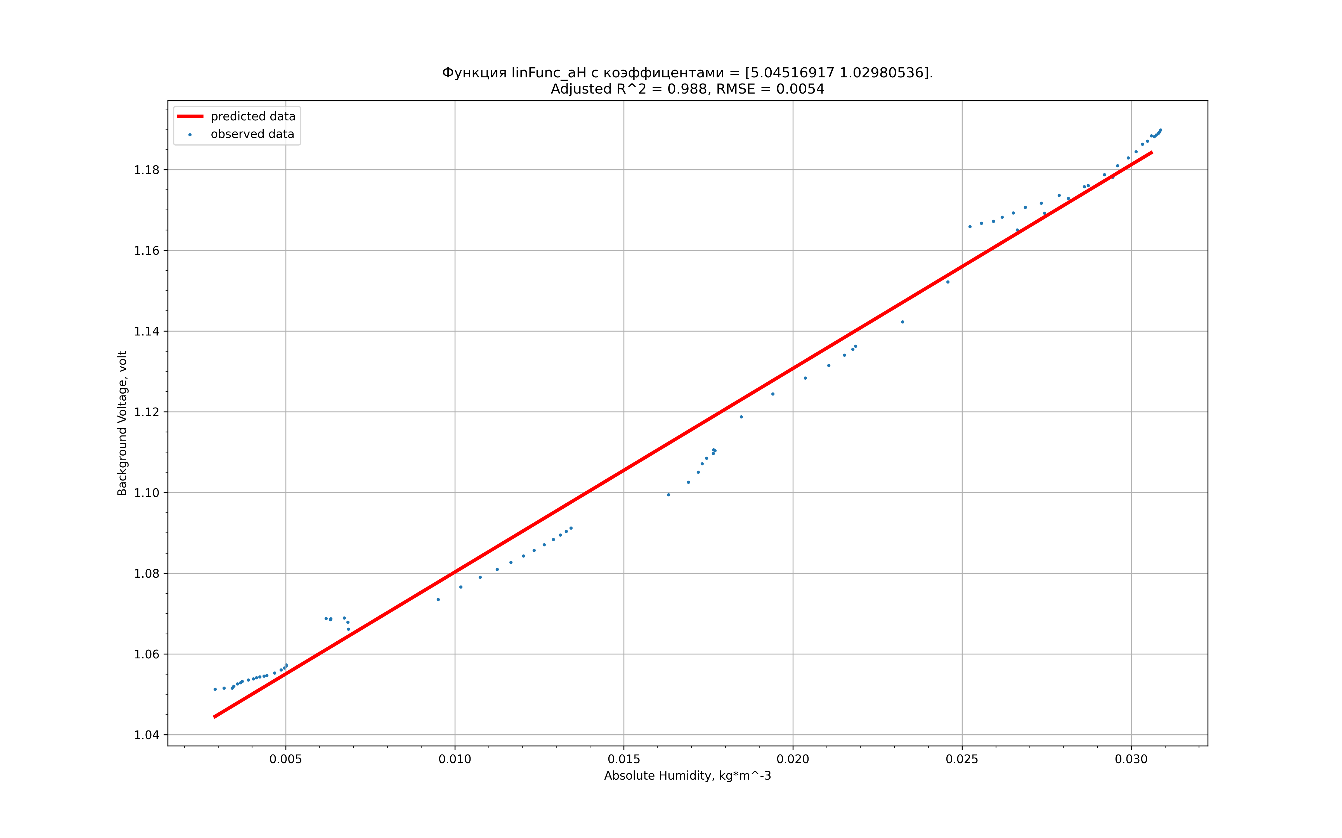 Функция linFunc_aH с коэффицентами = [5.04516917 1.02980536].
Adjusted R^2 = 0.988, RMSE = 0.0054
predicted data
observed data
1.18
1.16
1.14
1.12
1.10
1.08
1.06
1.04
Background Voltage, volt
0.005 0.010 0.015 0.020 0.025 0.030
Absolute Humidity, kg*m^-3